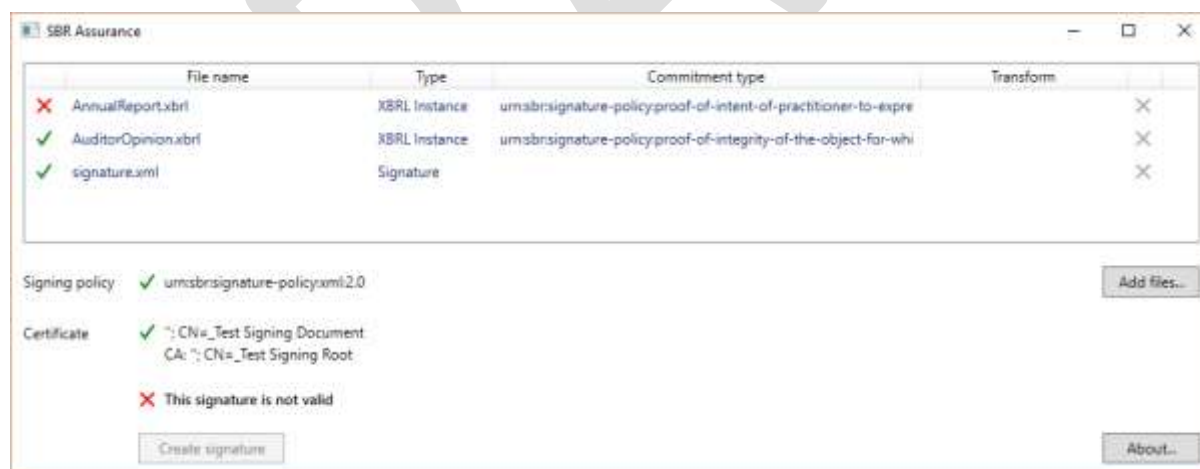 SBR Assurance
File name Type Commitment type Transform
AnnualReport.xbrl XBRL Instance urn:sbr:signature-policy:proof-of-intent-of-practitioner-to-expre
AuditorOpinion.xbrl XBRL Instance urn:sbr:signature-policy:proof-of-integrity-of-the-object-for-whi
signature.xml Signature
Signing policy urn:sbr:signature-policy:xml:2.0 Add files...
Certificate '; CN=_Test Signing Document
CA: '; CN=_Test Signing Root
This signature is not valid
Create signature About...